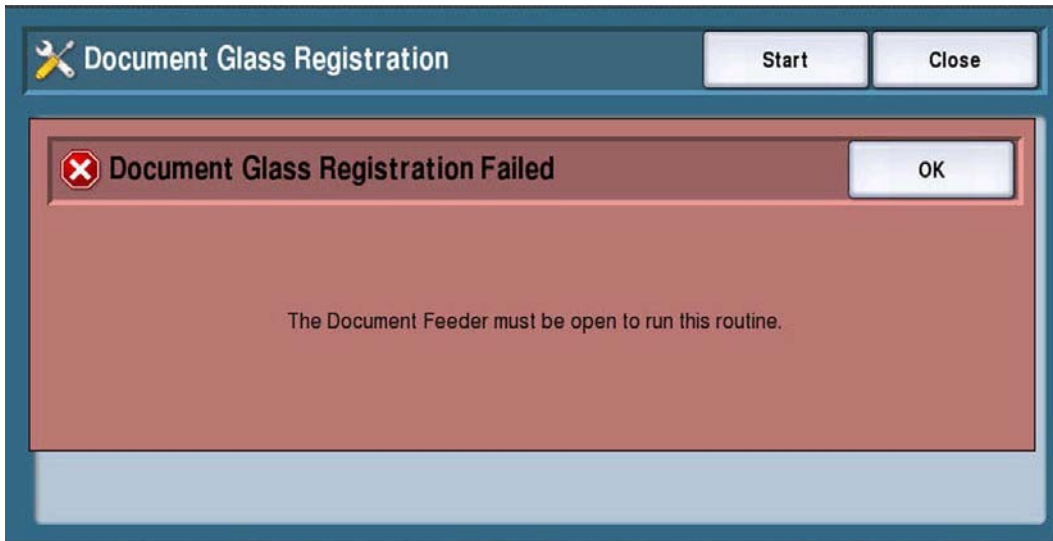 Document Glass Registration
Start
Close
Document Glass Registration Failed
OK
The Document Feeder must be open to run this routine.